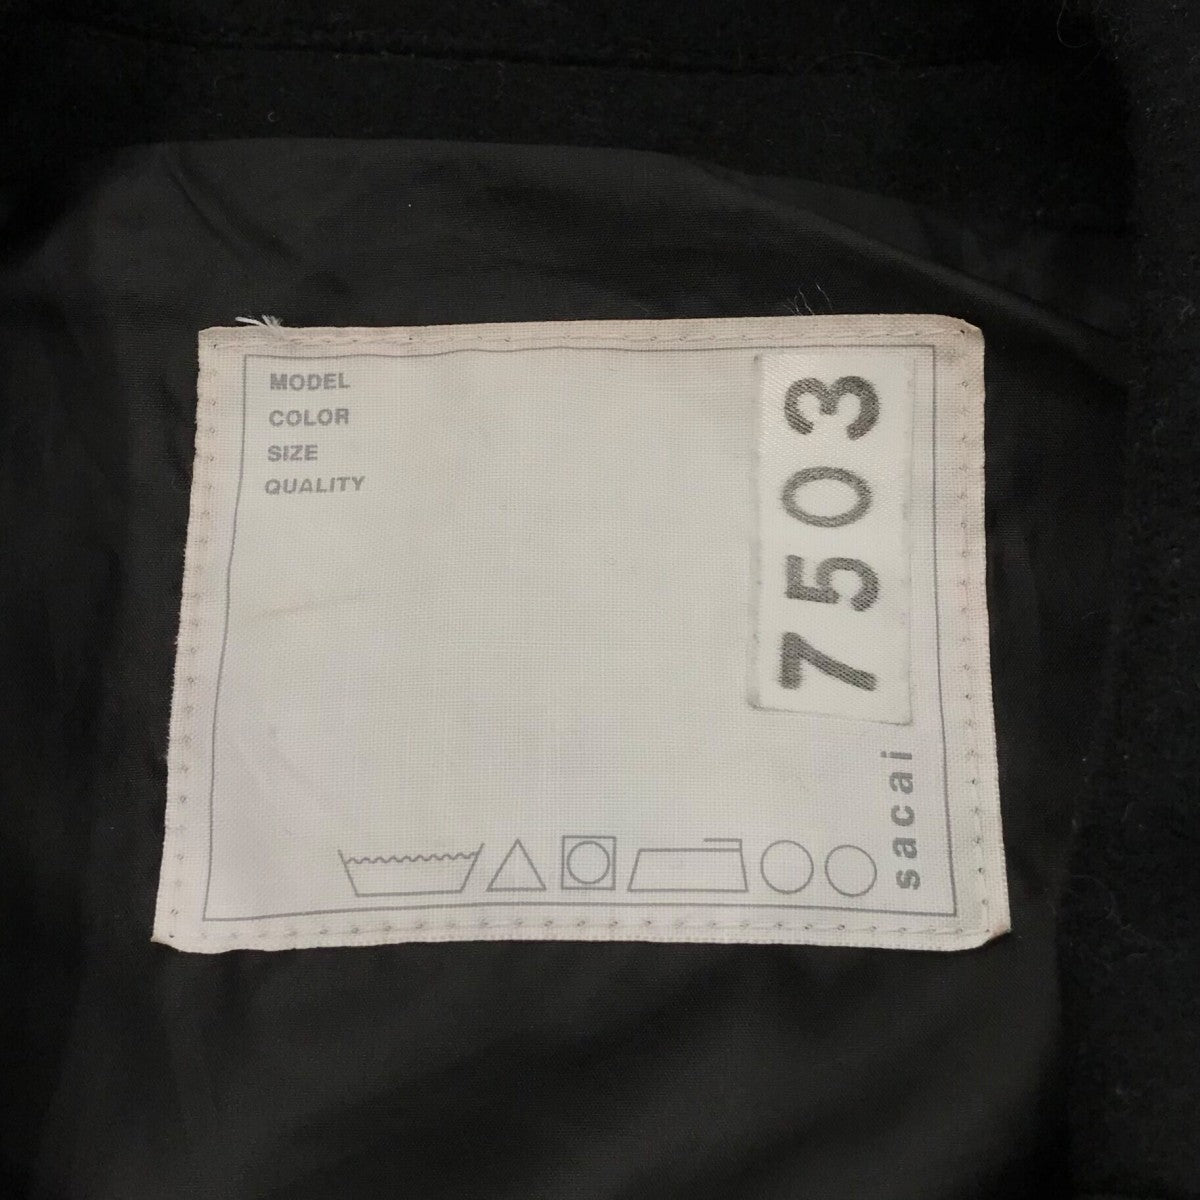 MODEL
COLOR
SIZE
QUALITY
7503
sacai